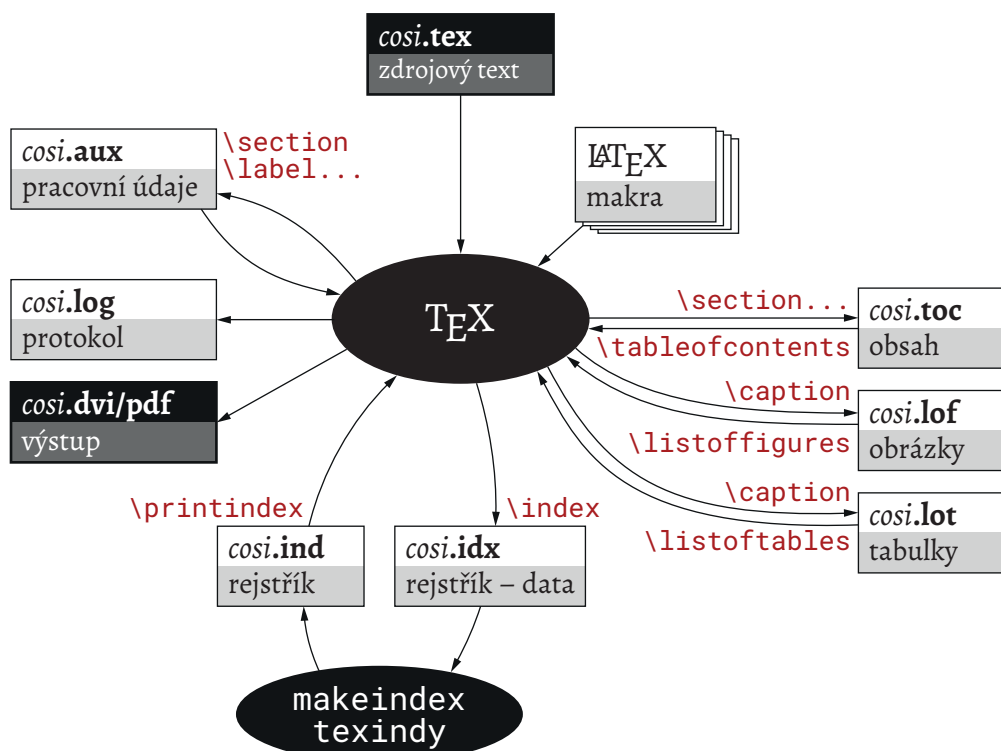 cosi.tex
zdrojový text
cosi.aux
pracovní údaje
\section
\label...
LATEX
makra
TEX
cosi.log
protokol
cosi.dvi/pdf
výstup
\section...
\tableofcontents
cosi.toc
obsah
\caption
\listoffigures
cosi.lof
obrázky
\caption
\listoftables
cosi.lot
tabulky
\printindex
\index
cosi.ind
rejstřík
cosi.idx
rejstřík – data
makeindex
texindy